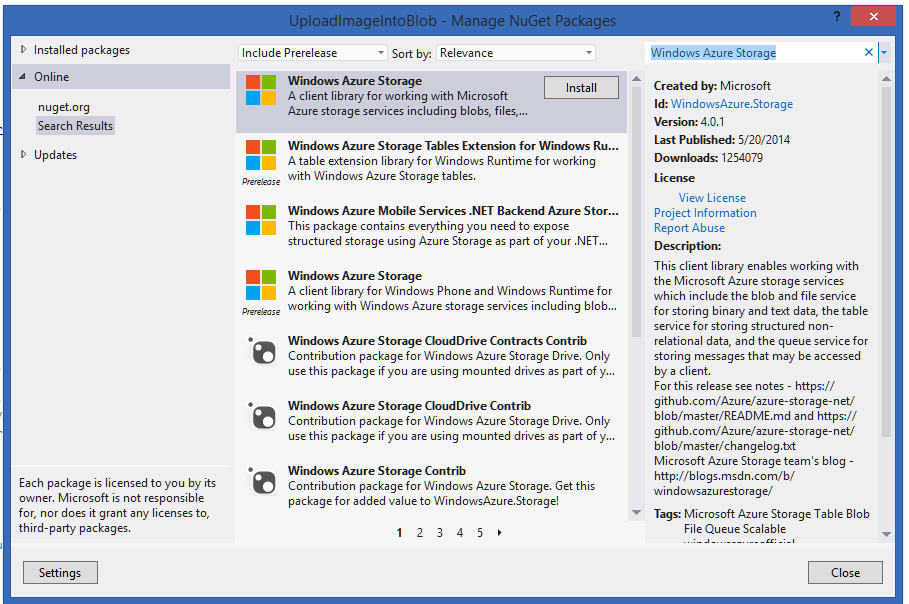 UploadImageIntoBlob - Manage NuGet Packages
?
Installed packages
Online
nuget.org
Search Results
Updates
Each package is licensed to you by its
owner. Microsoft is not responsible
for, nor does it grant any licenses to,
third-party packages.
Include Prerelease
Sort by:
Relevance
Windows Azure Storage
A client library for working with Microsoft
Azure storage services including blobs, files,...
Install
Windows Azure Storage Tables Extension for Windows Ru...
A table extension library for Windows Runtime for working
with Windows Azure Storage tables.
Prerelease
Windows Azure Mobile Services .NET Backend Azure Stor...
This package contains everything you need to expose
structured storage using Azure Storage as part of your .NET...
Windows Azure Storage
A client library for Windows Phone and Windows Runtime for
working with Windows Azure storage services including blob...
Prerelease
Windows Azure Storage CloudDrive Contracts Contrib
Contribution package for Windows Azure Storage Drive. Only
use this package if you are using mounted drives as part of y...
Windows Azure Storage CloudDrive Contrib
Contribution package for Windows Azure Storage Drive. Only
use this package if you are using mounted drives as part of y...
Windows Azure Storage Contrib
Contribution package for Windows Azure Storage. Get this
package for added value to WindowsAzure.Storage!
1 2 3 4 5
Windows Azure Storage
Created by: Microsoft
Id: WindowsAzure.Storage
Version: 4.0.1
Last Published: 5/20/2014
Downloads: 1254079
License
View License
Project Information
Report Abuse
Description:
This client library enables working with
the Microsoft Azure storage services
which include the blob and file service
for storing binary and text data, the table
service for storing structured non-
relational data, and the queue service for
storing messages that may be accessed
by a client.
For this release see notes - https://
github.com/Azure/azure-storage-net/
blob/master/README.md and https://
github.com/Azure/azure-storage-net/
blob/master/changelog.txt
Microsoft Azure Storage team's blog -
http://blogs.msdn.com/b/
windowsazurestorage/
Tags: Microsoft Azure Storage Table Blob
File Queue Scalable
windowsazureofficial
Settings
Close